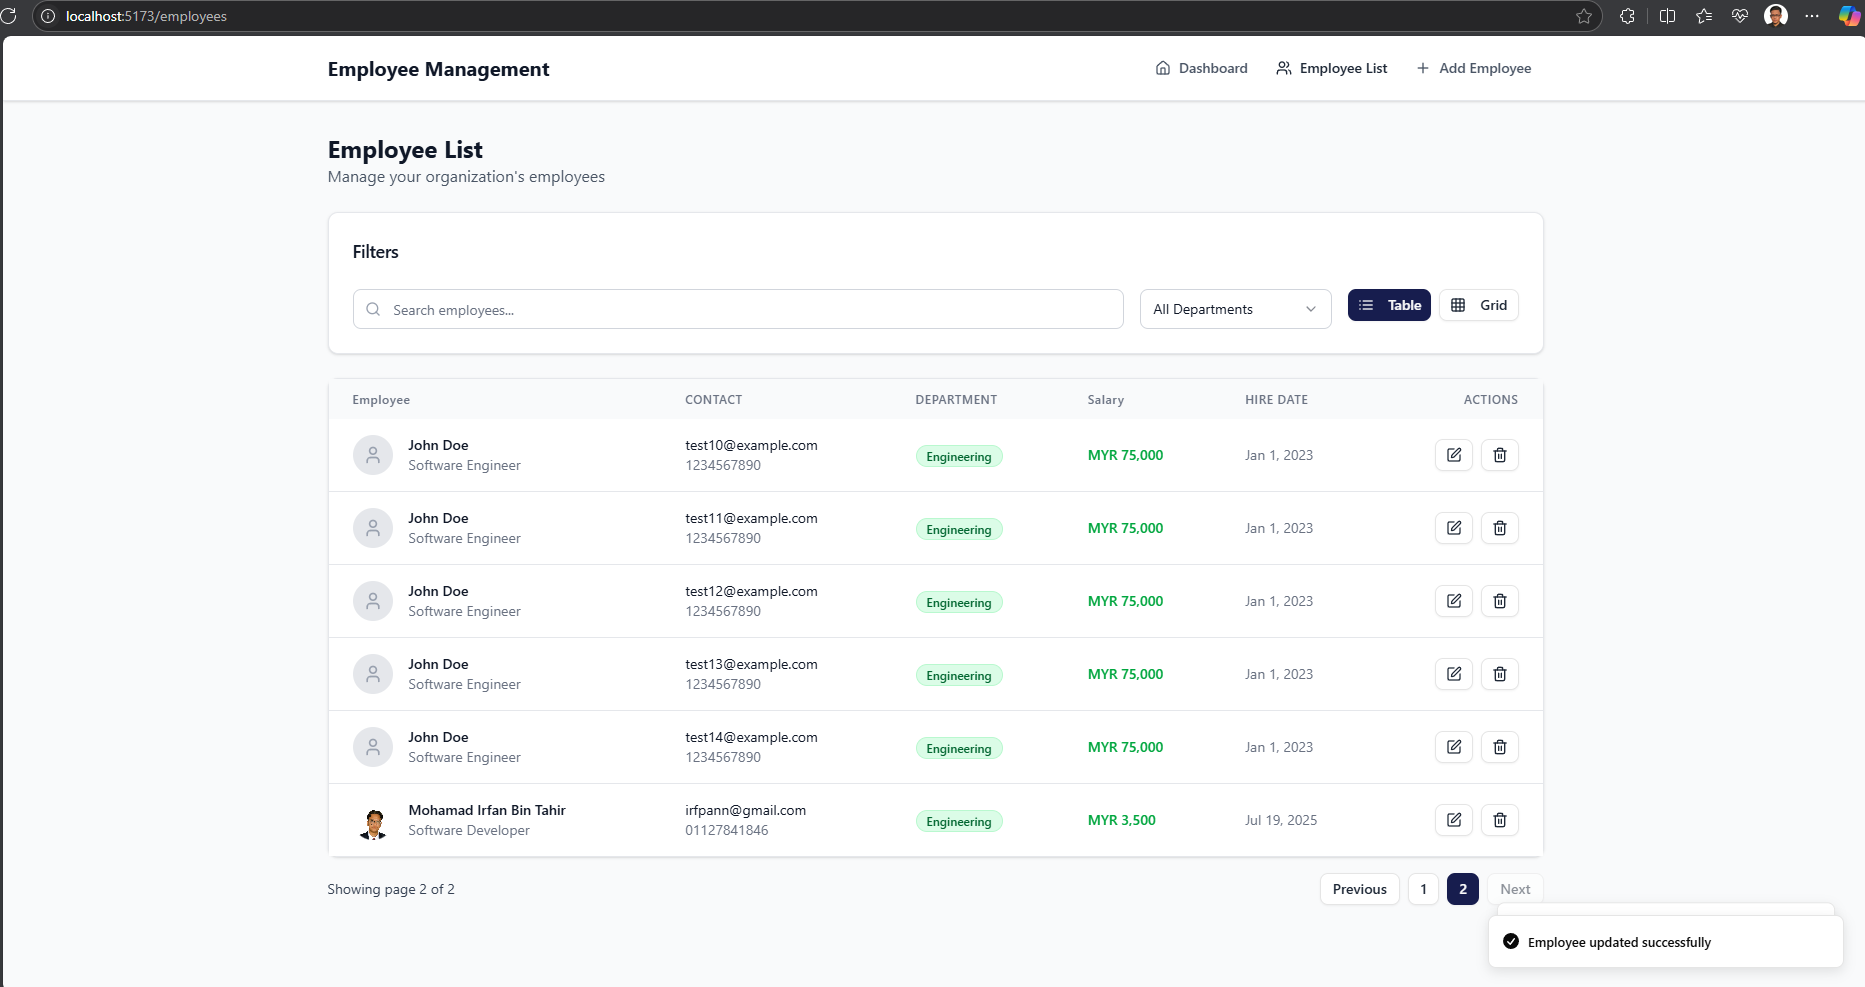 localhost:5173/employees
Employee Management
Dashboard
Employee List
Add Employee
Employee List
Manage your organization's employees
Filters
Search employees...
All Departments
Table
Grid
Employee CONTACT DEPARTMENT Salary HIRE DATE ACTIONS
John Doe
Software Engineer
test10@example.com
1234567890
Engineering
MYR 75,000
Jan 1, 2023
John Doe
Software Engineer
test11@example.com
1234567890
Engineering
MYR 75,000
Jan 1, 2023
John Doe
Software Engineer
test12@example.com
1234567890
Engineering
MYR 75,000
Jan 1, 2023
John Doe
Software Engineer
test13@example.com
1234567890
Engineering
MYR 75,000
Jan 1, 2023
John Doe
Software Engineer
test14@example.com
1234567890
Engineering
MYR 75,000
Jan 1, 2023
Mohamad Irfan Bin Tahir
Software Developer
irfpann@gmail.com
01127841846
Engineering
MYR 3,500
Jul 19, 2025
Showing page 2 of 2
Previous
1
2
Next
Employee updated successfully